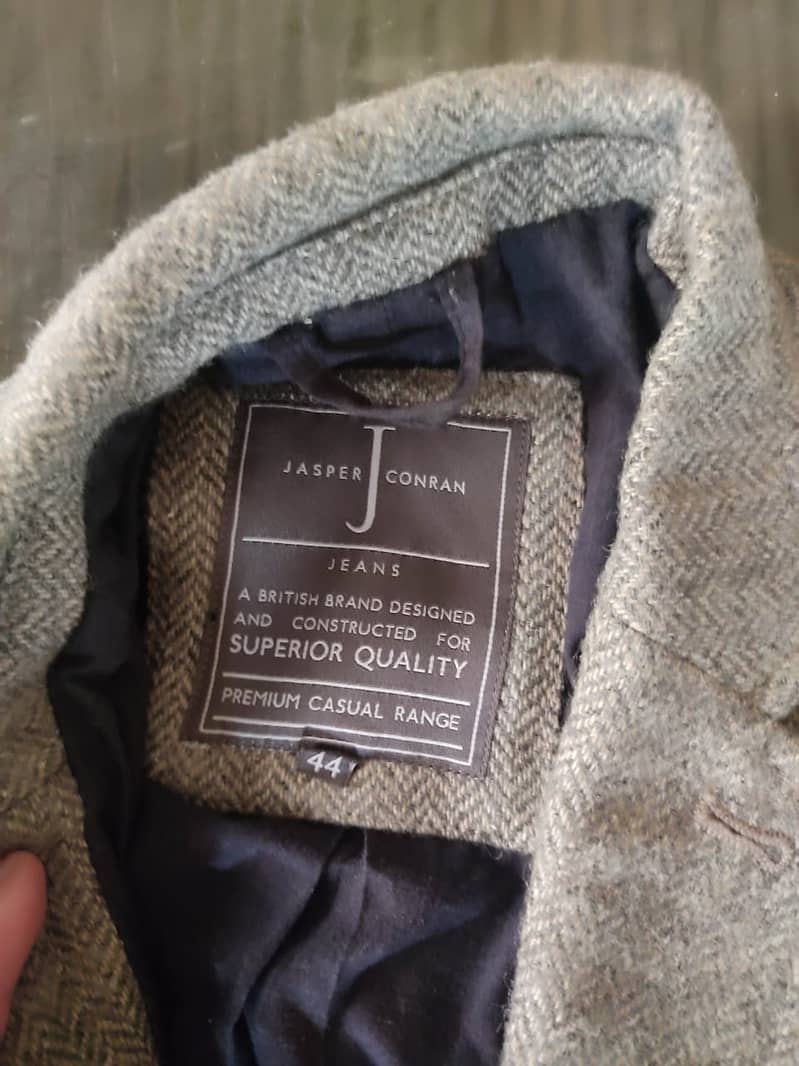 JASPER J CONRAN
JEANS
A BRITISH BRAND DESIGNED
AND CONSTRUCTED FOR
SUPERIOR QUALITY
PREMIUM CASUAL RANGE
44